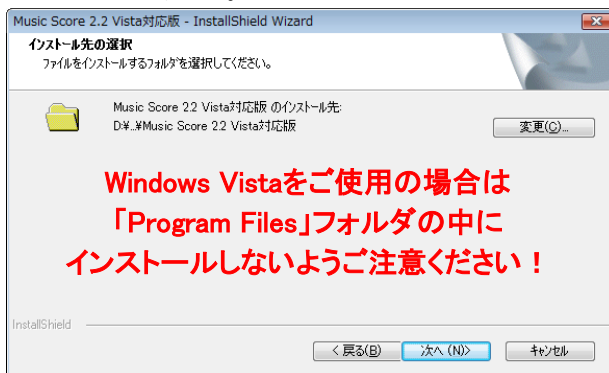 Music Score 2.2 Vista対応版 - InstallShield Wizard
インストール先の選択
ファイルをインストールするフォルダを選択してください。
Music Score 2.2 Vista対応版 のインストール先:
D:¥...¥Music Score 2.2 Vista対応版
変更(C)...
Windows Vistaをご使用の場合は
「Program Files」フォルダの中に
インストールしないようご注意ください！
InstallShield
< 戻る(B)
次へ (N)>
キャンセル